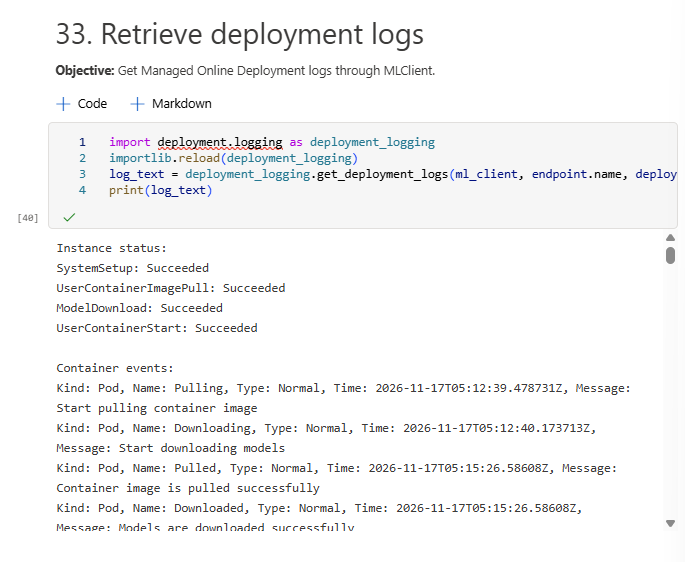 33. Retrieve deployment logs
Objective: Get Managed Online Deployment logs through MLClient.
+ Code + Markdown
1 import deployment.logging as deployment_logging
2 importlib.reload(deployment_logging)
3 log_text = deployment_logging.get_deployment_logs(ml_client, endpoint.name, deploy
4 print(log_text)
[40]
Instance status:
SystemSetup: Succeeded
UserContainerImagePull: Succeeded
ModelDownload: Succeeded
UserContainerStart: Succeeded
Container events:
Kind: Pod, Name: Pulling, Type: Normal, Time: 2026-11-17T05:12:39.478731Z, Message:
Start pulling container image
Kind: Pod, Name: Downloading, Type: Normal, Time: 2026-11-17T05:12:40.173713Z,
Message: Start downloading models
Kind: Pod, Name: Pulled, Type: Normal, Time: 2026-11-17T05:15:26.58608Z, Message:
Container image is pulled successfully
Kind: Pod, Name: Downloaded, Type: Normal, Time: 2026-11-17T05:15:26.58608Z,
Message: Models are downloaded successfully